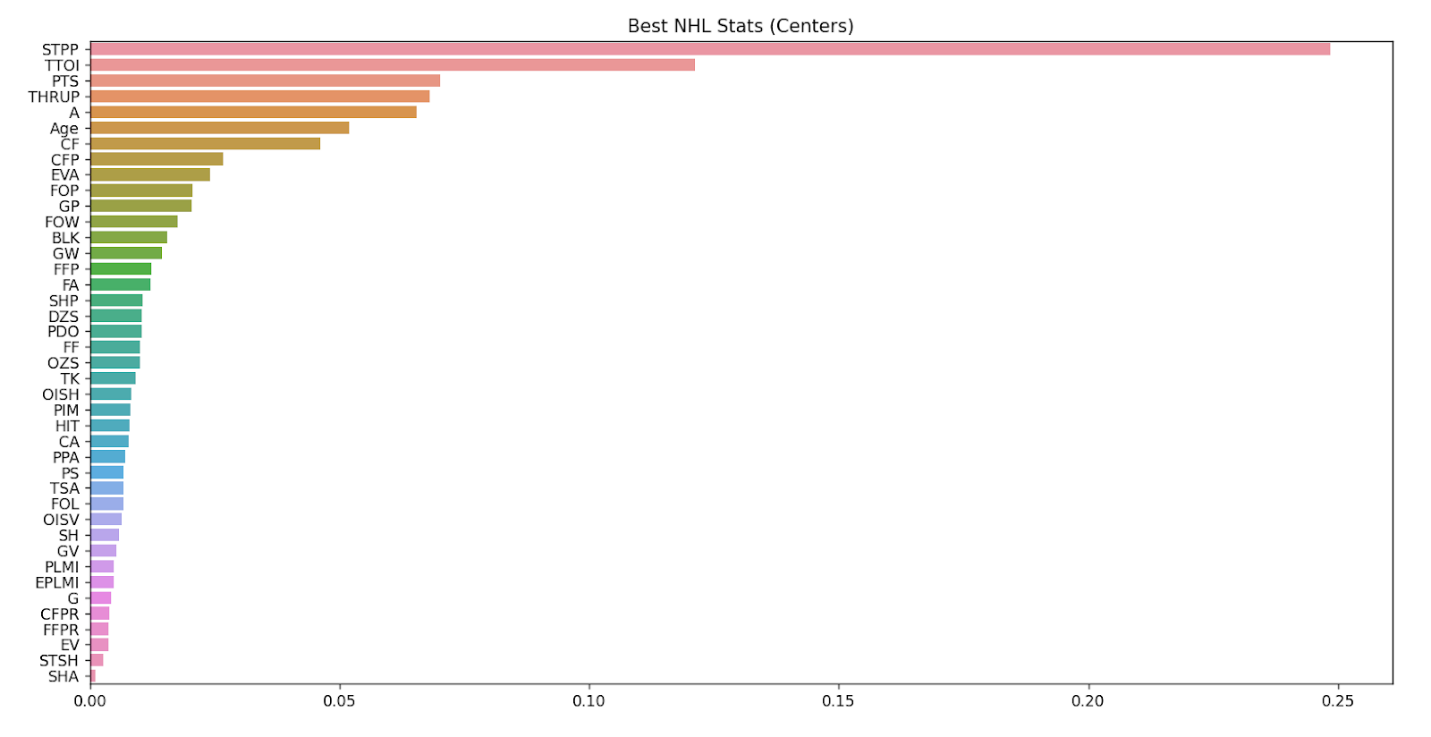 Best NHL Stats (Centers)
STPP
TTOI
PTS
THRUP
A
Age
CF
CFP
EVA
FOP
GP
FOW
BLK
GW
FFP
FA
SHP
DZS
PDO
FF
OZS
TK
OISH
PIM
HIT
CA
PPA
PS
TSA
FOL
OISV
SH
GV
PLMI
EPLMI
G
CFPR
FFPR
EV
STSH
SHA
0.00 0.05 0.10 0.15 0.20 0.25